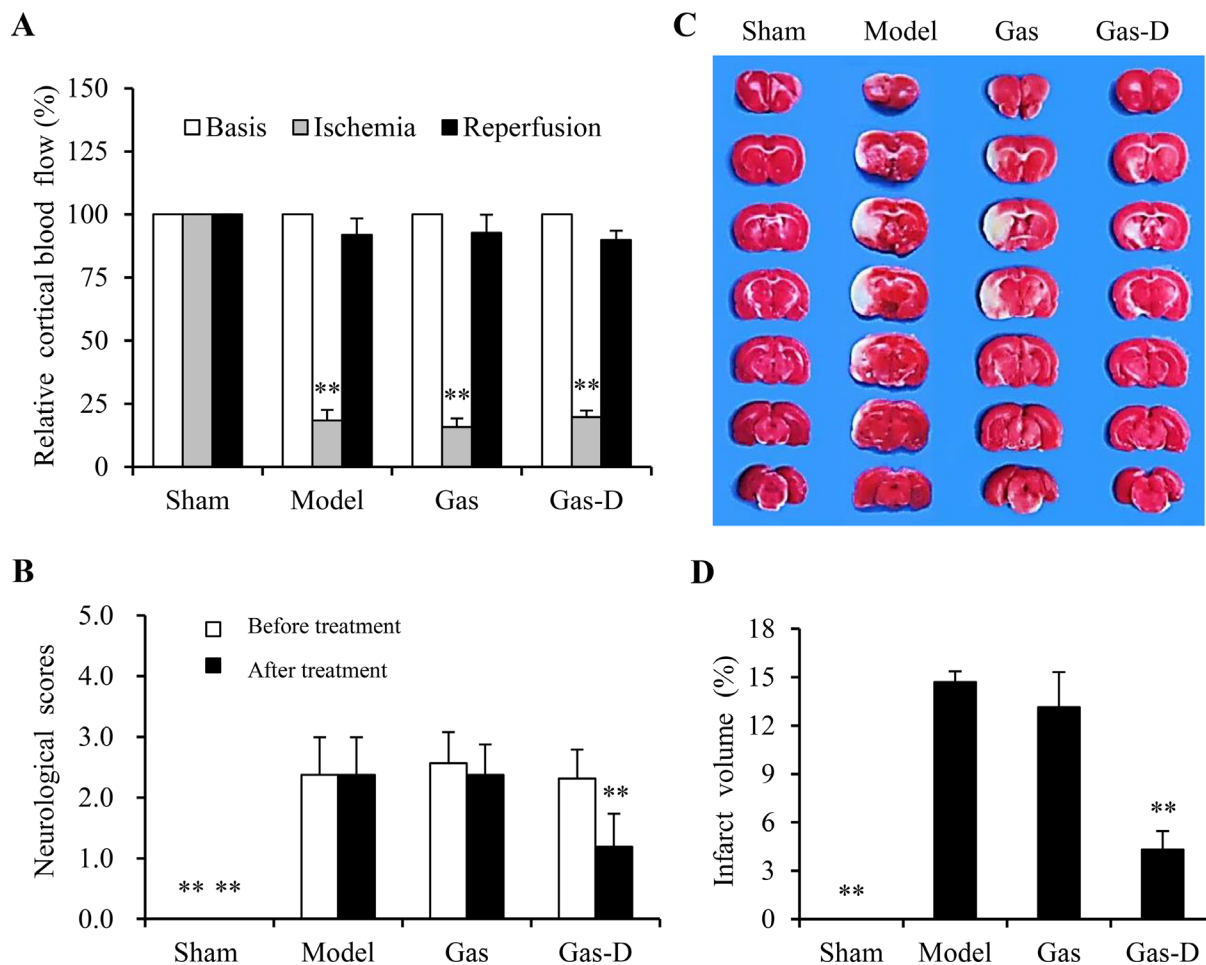 A
Relative cortical blood flow (%)
150
125
100
75
50
25
0
Basis Ischemia Reperfusion
** ** **
Sham Model Gas Gas-D
B
Neurological scores
5.0
4.0
3.0
2.0
1.0
0.0
Before treatment
After treatment
** ** **
Sham Model Gas Gas-D
C
Sham Model Gas Gas-D
D
Infarct volume (%)
18
15
12
9
6
3
0
** **
Sham Model Gas Gas-D